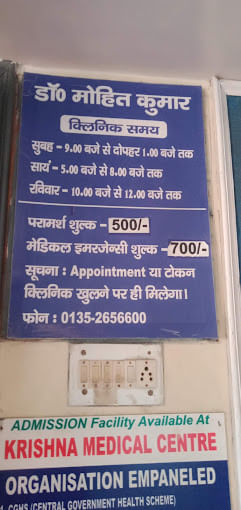 डॉ० मोहित कुमार
क्लिनिक समय
सुबह - 9.00 बजे से दोपहर 1.00 बजे तक
सायं - 5.00 बजे से 8.00 बजे तक
रविवार - 10.00 बजे से 12.00 बजे तक
परामर्श शुल्क - 500/-
मेडिकल इमरजेन्सी शुल्क - 700/-
सूचना : Appointment या टोकन
क्लिनिक खुलने पर ही मिलेगा।
फोन : 0135-2656600
ADMISSION Facility Available At
KRISHNA MEDICAL CENTRE
ORGANISATION EMPANELED
1. CGHS (CENTRAL GOVERNMENT HEALTH SCHEME)